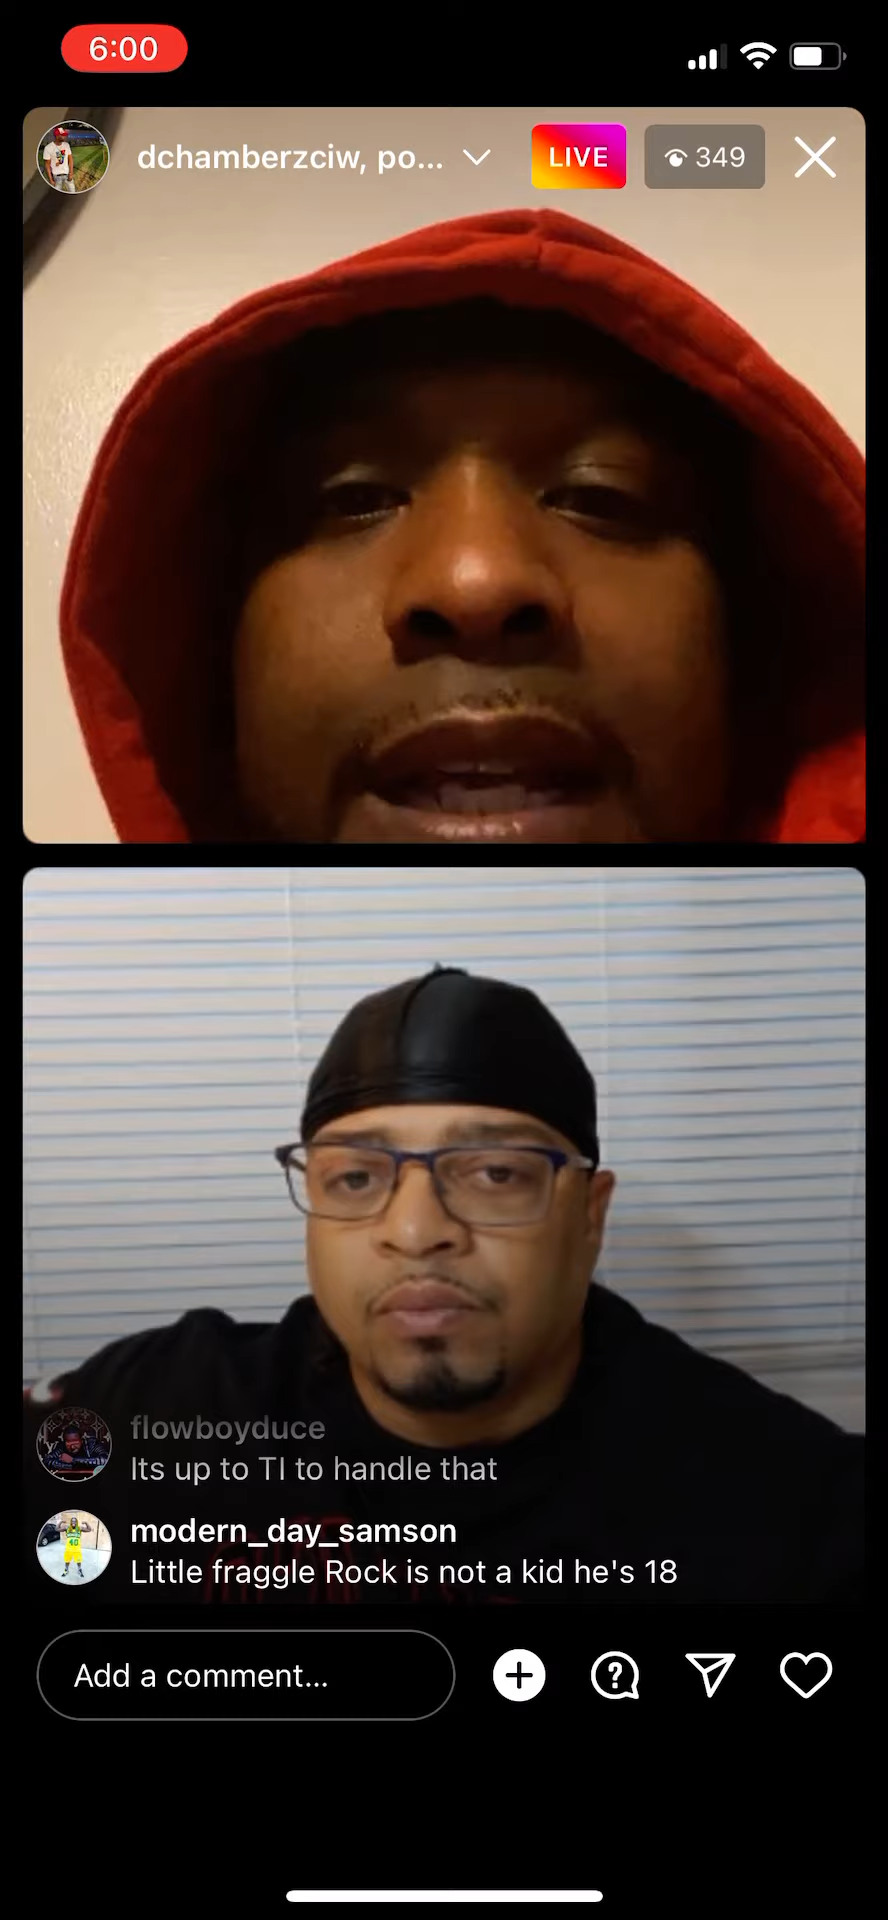 6:00
dchamberzciw, po...
LIVE
349
flowboyduce
Its up to TI to handle that
modern_day_samson
Little fraggle Rock is not a kid he's 18
Add a comment...